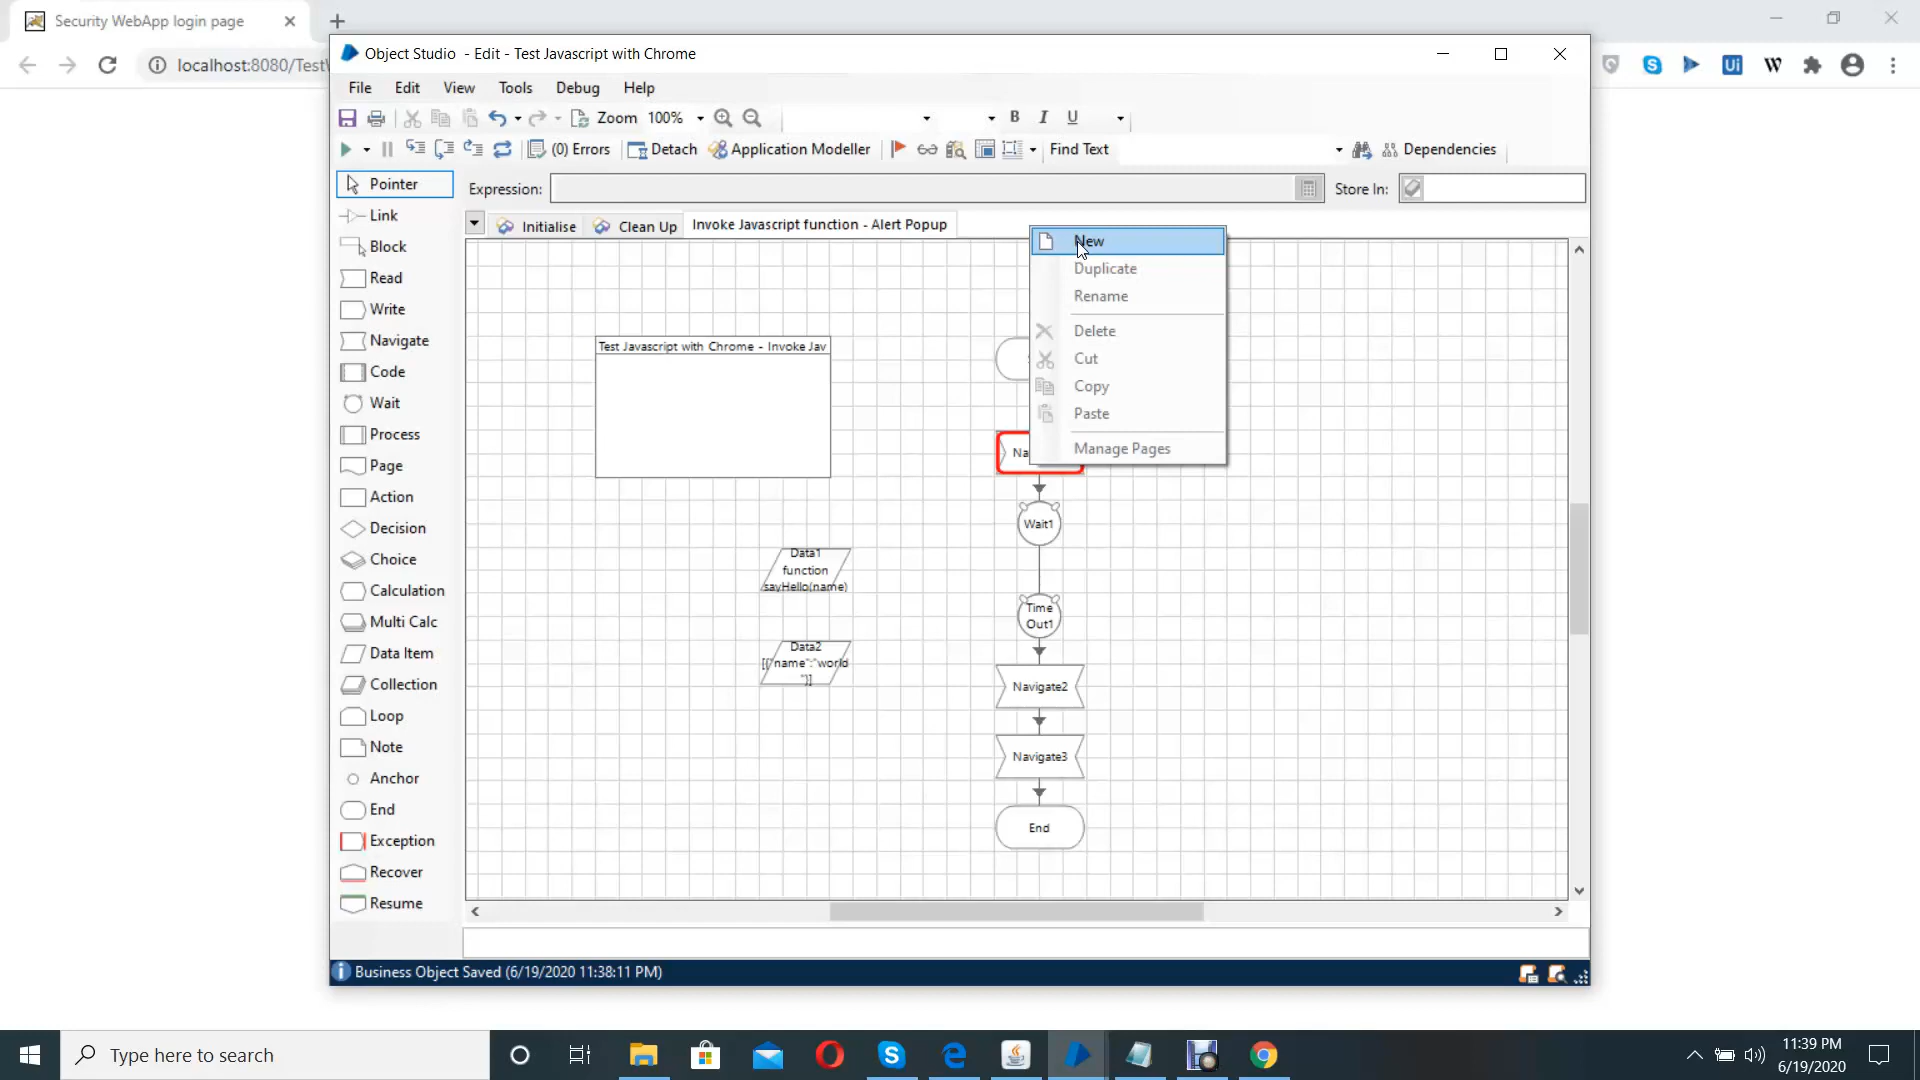 Security WebApp login page
localhost:8080/TestW
Object Studio - Edit - Test Javascript with Chrome
File Edit View Tools Debug Help
Zoom 100% B I U
(0) Errors Detach Application Modeller Find Text Dependencies
Pointer
Expression: Store In:
Link
Initialise Clean Up Invoke Javascript function - Alert Popup
Block
Read
Write
Navigate
Code
Wait
Process
Page
Action
Decision
Choice
Calculation
Multi Calc
Data Item
Collection
Loop
Note
Anchor
End
Exception
Recover
Resume
New
Duplicate
Rename
Delete
Cut
Copy
Paste
Manage Pages
Test Javascript with Chrome - Invoke Jav
Na
Wait1
Data1
function
sayHello(name)
Time
Out1
Data2
[{"name":"world
"}]
Navigate2
Navigate3
End
Business Object Saved (6/19/2020 11:38:11 PM)
Type here to search
11:39 PM
6/19/2020